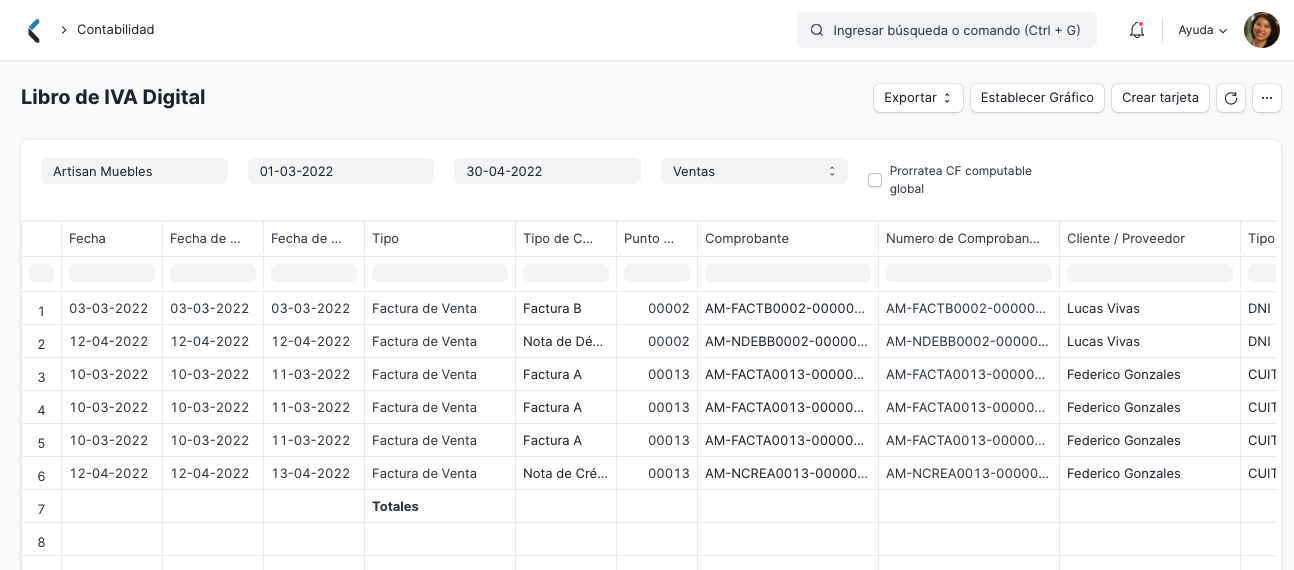 Contabilidad
Ingresar búsqueda o comando (Ctrl + G)
Ayuda
Libro de IVA Digital
Exportar
Establecer Gráfico
Crear tarjeta
Artisan Muebles
01-03-2022
30-04-2022
Ventas
Prorratea CF computable
global
Fecha Fecha de ... Fecha de ... Tipo Tipo de C... Punto ... Comprobante Numero de Comproban... Cliente / Proveedor Tipo
1 03-03-2022 03-03-2022 03-03-2022 Factura de Venta Factura B 00002 AM-FACTB0002-00000... AM-FACTB0002-00000... Lucas Vivas DNI
2 12-04-2022 12-04-2022 12-04-2022 Factura de Venta Nota de Dé... 00002 AM-NDEBB0002-00000... AM-NDEBB0002-00000... Lucas Vivas DNI
3 10-03-2022 10-03-2022 11-03-2022 Factura de Venta Factura A 00013 AM-FACTA0013-00000... AM-FACTA0013-00000... Federico Gonzales CUIT
4 10-03-2022 10-03-2022 11-03-2022 Factura de Venta Factura A 00013 AM-FACTA0013-00000... AM-FACTA0013-00000... Federico Gonzales CUIT
5 10-03-2022 10-03-2022 11-03-2022 Factura de Venta Factura A 00013 AM-FACTA0013-00000... AM-FACTA0013-00000... Federico Gonzales CUIT
6 12-04-2022 12-04-2022 13-04-2022 Factura de Venta Nota de Cré... 00013 AM-NCREA0013-00000... AM-NCREA0013-00000... Federico Gonzales CUIT
7 Totales
8